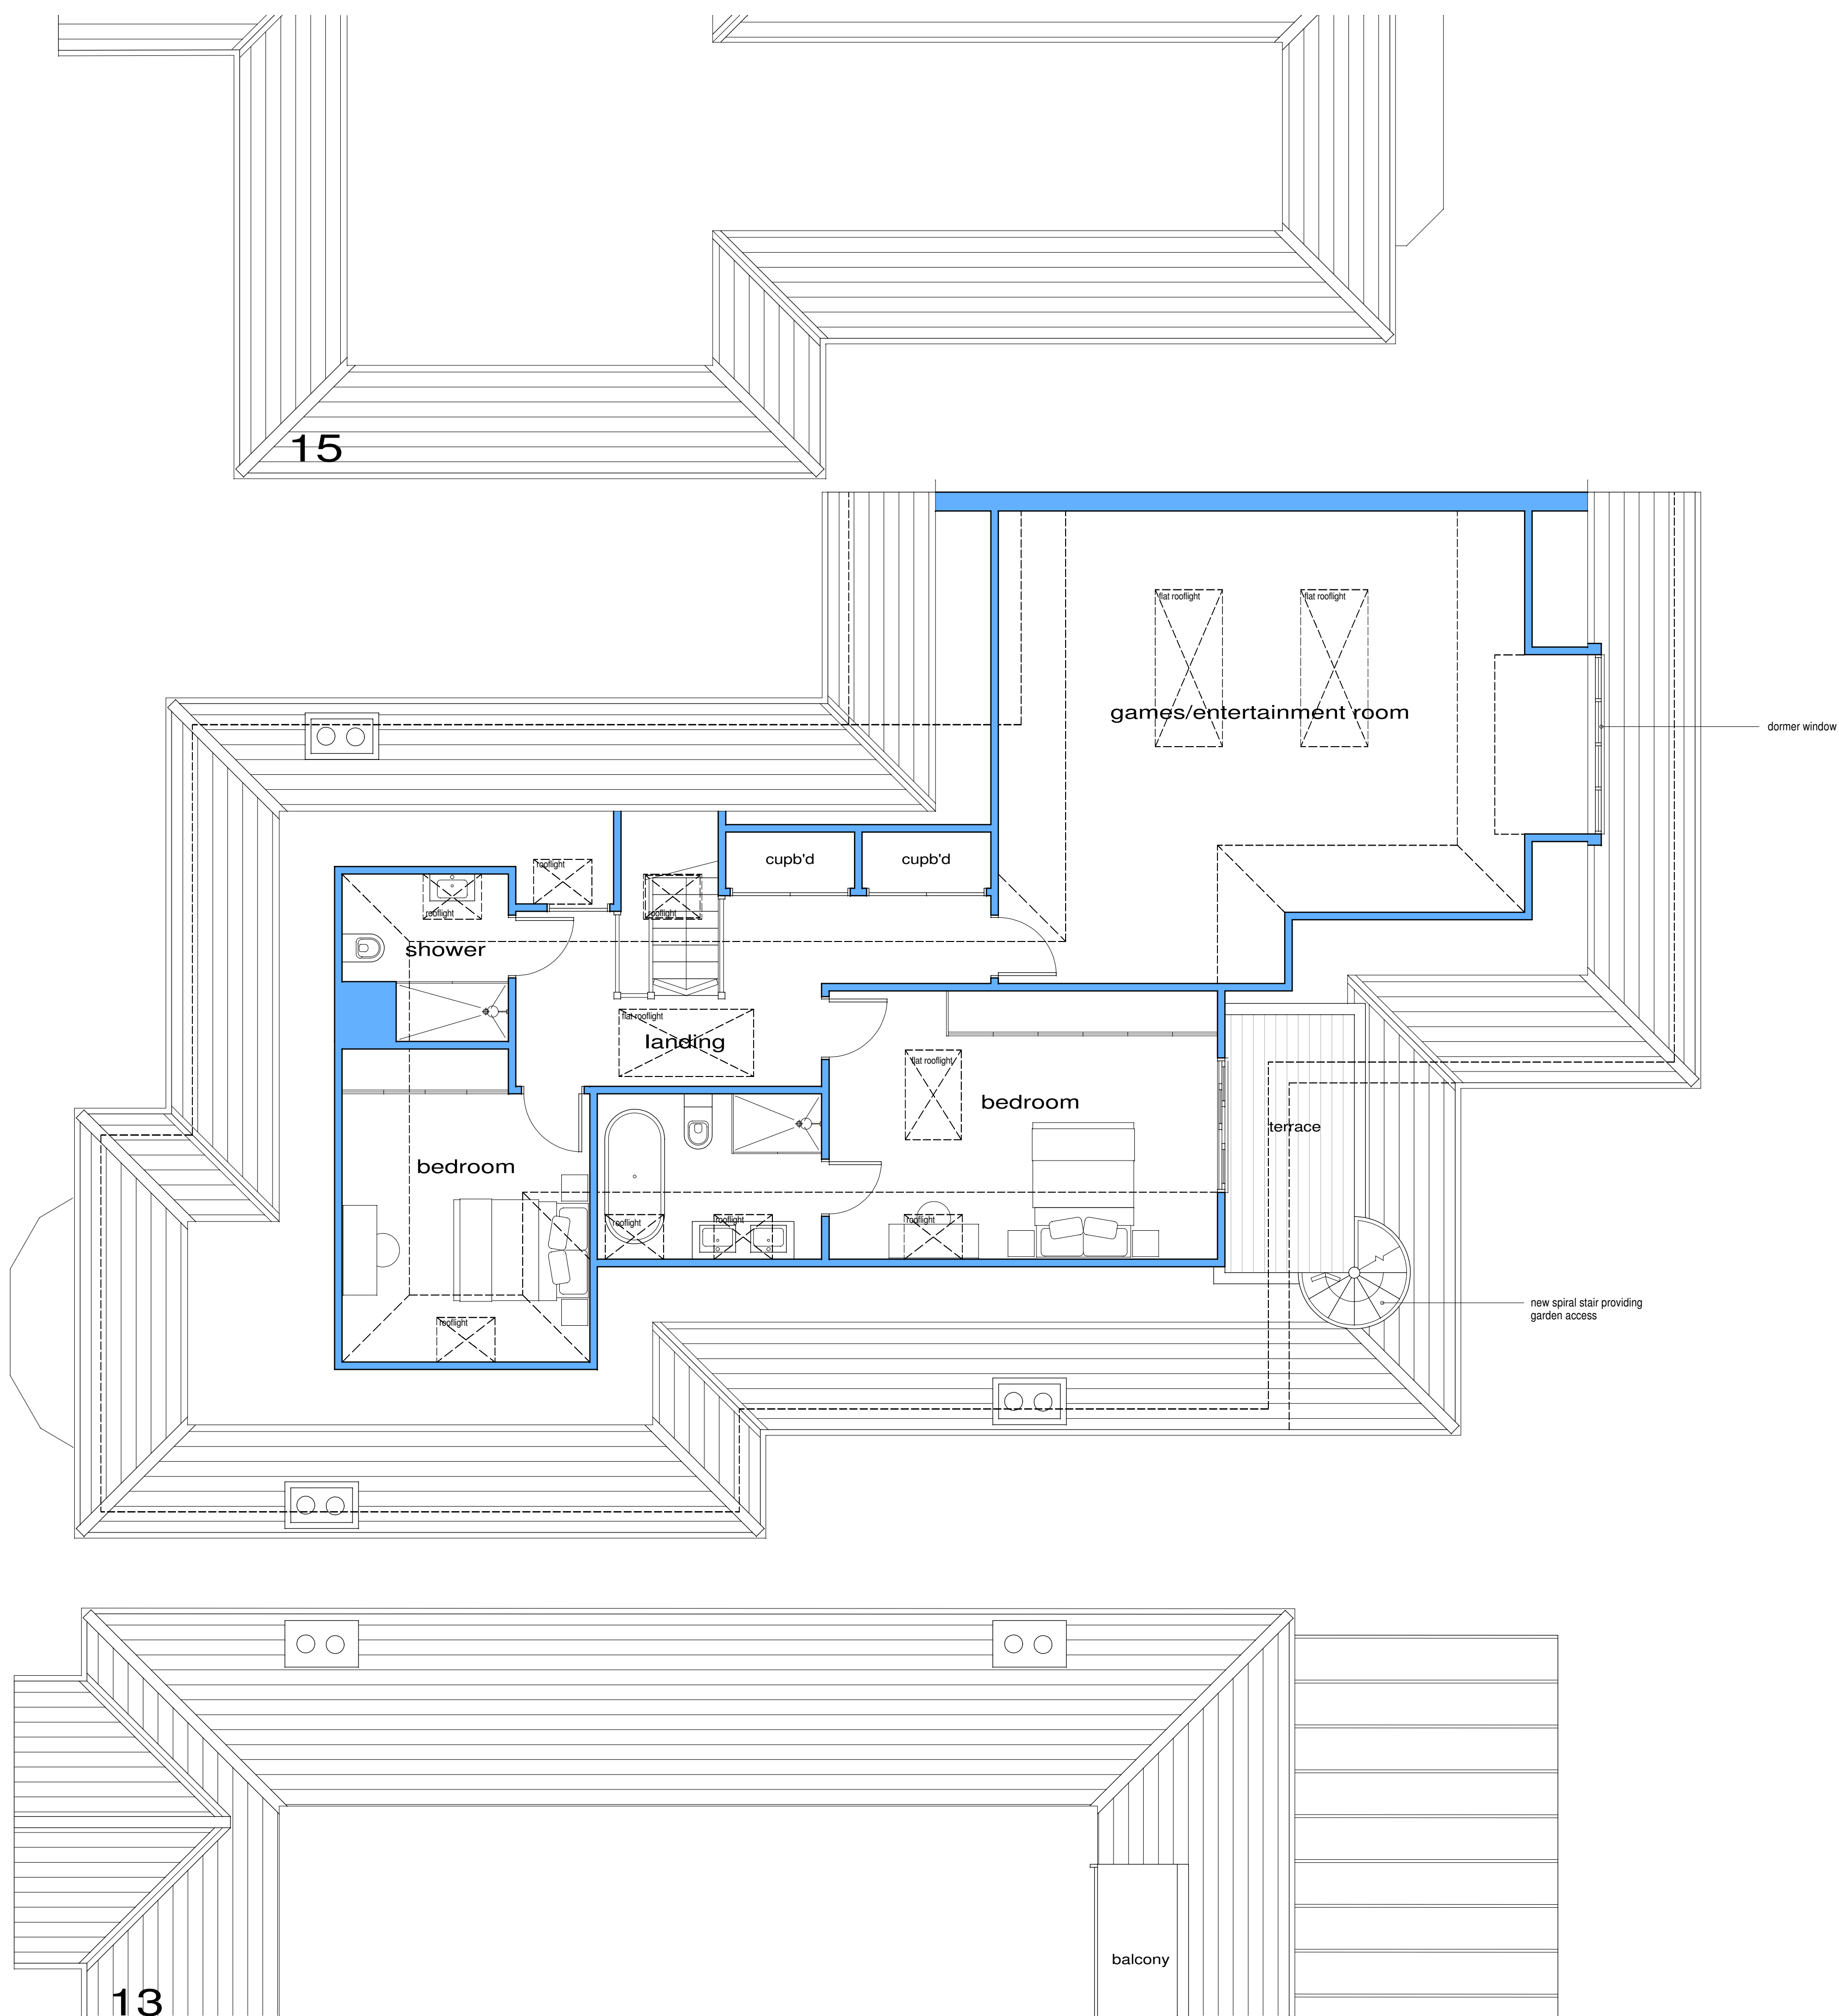 15
flat rooflight
flat rooflight
games/entertainment room
dormer window
cupb'd
cupb'd
rooflight
rooflight
rooflight
shower
flat rooflight
landing
flat rooflight
bedroom
terrace
bedroom
rooflight
rooflight
rooflight
new spiral stair providing
garden access
rooflight
balcony
13